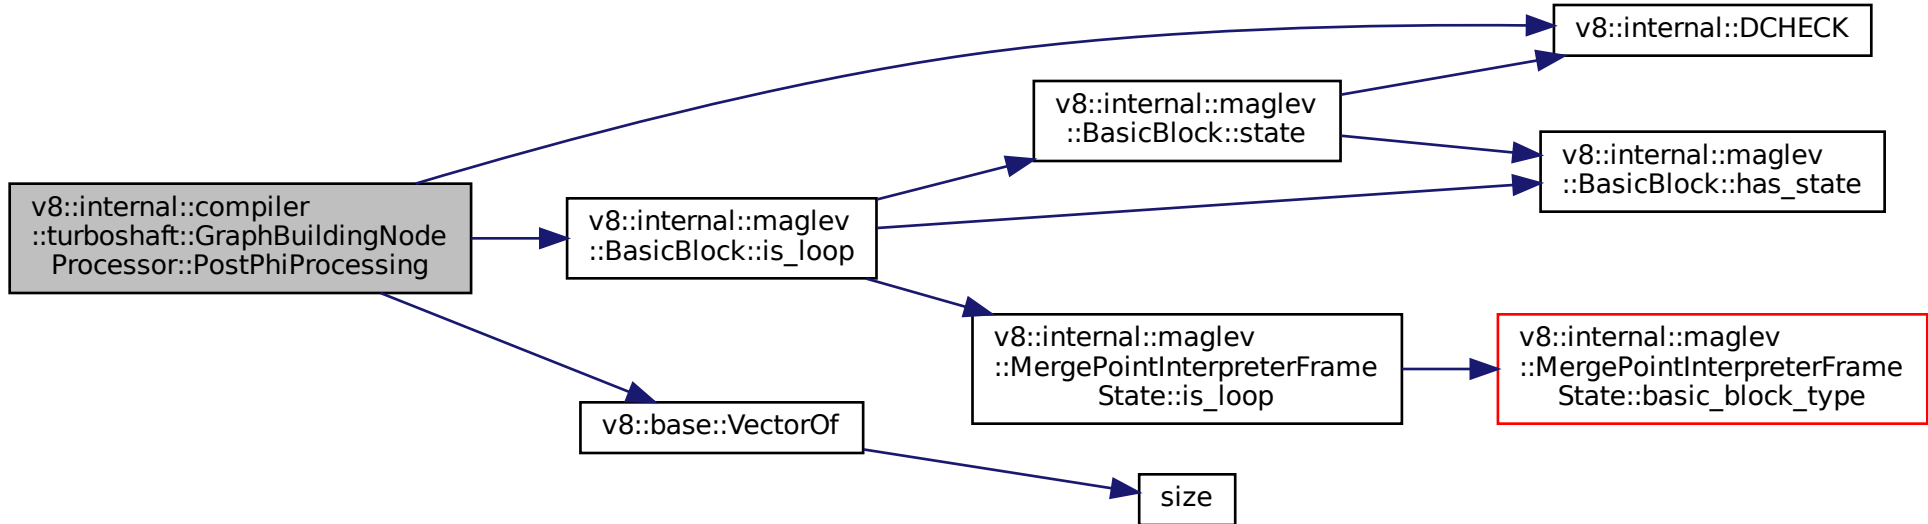 v8::internal::compiler
::turboshaft::GraphBuildingNode
Processor::PostPhiProcessing
v8::internal::DCHECK
v8::internal::maglev
::BasicBlock::is_loop
v8::internal::maglev
::BasicBlock::state
v8::internal::maglev
::BasicBlock::has_state
v8::internal::maglev
::MergePointInterpreterFrame
State::is_loop
v8::internal::maglev
::MergePointInterpreterFrame
State::basic_block_type
v8::base::VectorOf
size